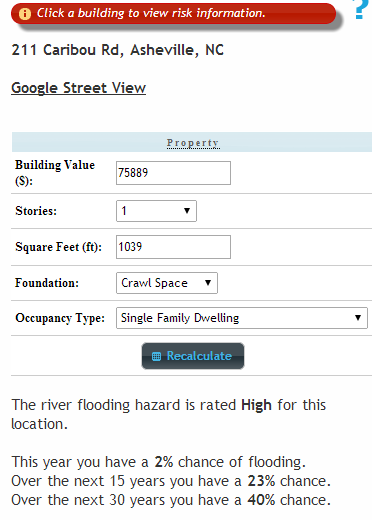 Click a building to view risk information.
?
211 Caribou Rd, Asheville, NC
Google Street View
Property
Building Value ($): 75889
Stories: 1
Square Feet (ft): 1039
Foundation: Crawl Space
Occupancy Type: Single Family Dwelling
Recalculate
The river flooding hazard is rated High for this
location.
This year you have a 2% chance of flooding.
Over the next 15 years you have a 23% chance.
Over the next 30 years you have a 40% chance.